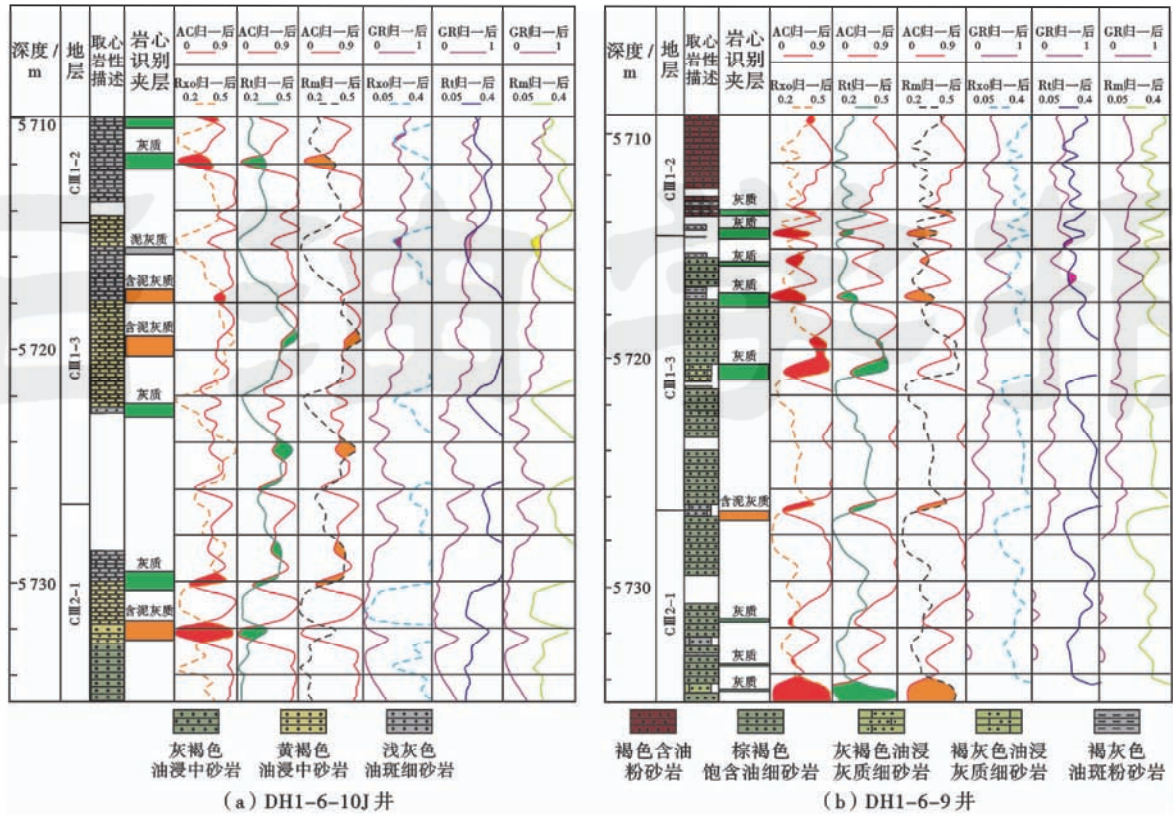 深度/
m
地
层
取心
岩性
描述
岩心
识别
夹层
AC归一后
0 0.9
Rxo归一后
0.2 0.5
AC归一后
0 0.9
Rt归一后
0.2 0.5
AC归一后
0 0.9
Rm归一后
0.2 0.5
GR归一后
0 1
Rxo归一后
0.05 0.4
GR归一后
0 1
Rt归一后
0.05 0.4
GR归一后
0 1
Rm归一后
0.05 0.4
5 710
5 720
5 730
CⅢ1-2
CⅢ1-3
CⅢ2-1
灰质
泥灰质
含泥灰质
含泥灰质
灰质
灰质
含泥灰质
灰褐色
油浸中砂岩
黄褐色
油浸中砂岩
浅灰色
油斑细砂岩
(a) DH1-6-10J井
深度/
m
地
层
取心
岩性
描述
岩心
识别
夹层
AC归一后
0 0.9
Rxo归一后
0.2 0.5
AC归一后
0 0.9
Rt归一后
0.2 0.5
AC归一后
0 0.9
Rm归一后
0.2 0.5
GR归一后
0 1
Rxo归一后
0.05 0.4
GR归一后
0 1
Rt归一后
0.05 0.4
GR归一后
0 1
Rm归一后
0.05 0.4
5 710
5 720
5 730
CⅢ1-2
CⅢ1-3
CⅢ2-1
灰质
灰质
灰质
灰质
灰质
含泥灰质
灰质
灰质
灰质
褐色含油
粉砂岩
棕褐色
饱含油细砂岩
灰褐色油浸
灰质细砂岩
褐灰色油浸
灰质细砂岩
褐灰色
油斑粉砂岩
(b) DH1-6-9井